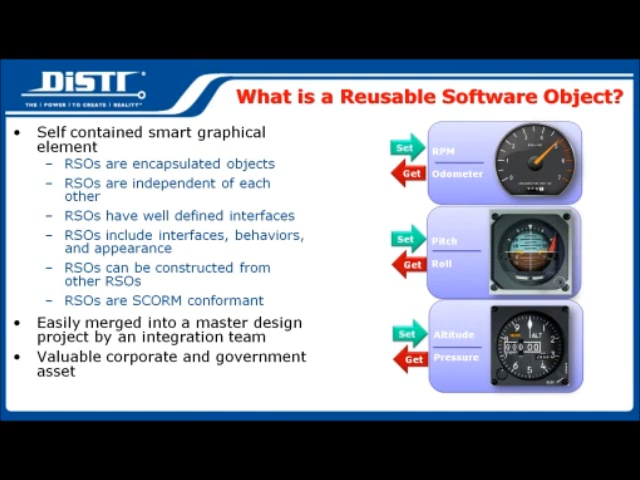 DiSTI
THE | POWER | TO CREATE | REALITY™
What is a Reusable Software Object?
• Self contained smart graphical
element
– RSOs are encapsulated objects
– RSOs are independent of each
other
– RSOs have well defined interfaces
– RSOs include interfaces, behaviors,
and appearance
– RSOs can be constructed from
other RSOs
– RSOs are SCORM conformant
• Easily merged into a master design
project by an integration team
• Valuable corporate and government
asset
Set
RPM
Get
Odometer
Set
Pitch
Get
Roll
Set
Altitude
Get
Pressure
ALT